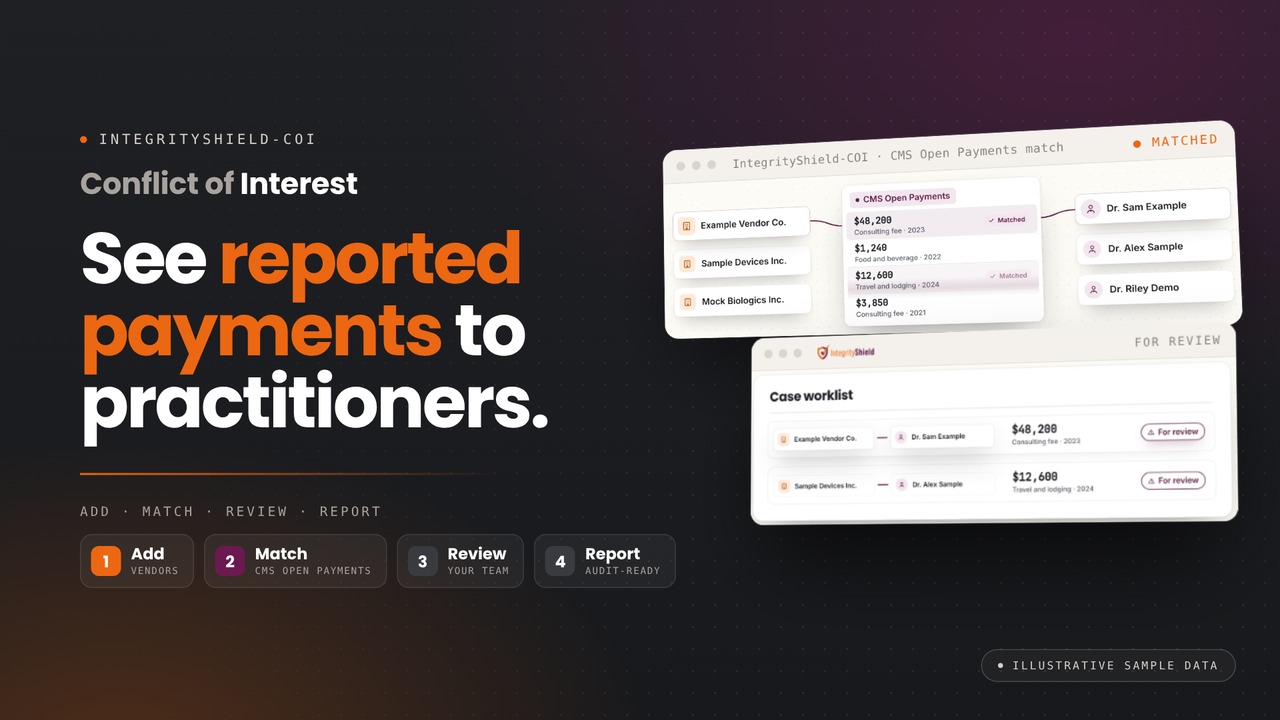 INTEGRITYSHIELD-COI
Conflict of Interest
See reported
payments to
practitioners.
ADD · MATCH · REVIEW · REPORT
1 Add
VENDORS
2 Match
CMS OPEN PAYMENTS
3 Review
YOUR TEAM
4 Report
AUDIT-READY
IntegrityShield-COI · CMS Open Payments match
MATCHED
Example Vendor Co.
Sample Devices Inc.
Mock Biologics Inc.
CMS Open Payments
$48,200
Consulting fee · 2023
Matched
$1,240
Food and beverage · 2022
$12,600
Travel and lodging · 2024
Matched
$3,850
Consulting fee · 2021
Dr. Sam Example
Dr. Alex Sample
Dr. Riley Demo
IntegrityShield
FOR REVIEW
Case worklist
Example Vendor Co.
Dr. Sam Example
$48,200
Consulting fee · 2023
For review
Sample Devices Inc.
Dr. Alex Sample
$12,600
Travel and lodging · 2024
For review
ILLUSTRATIVE SAMPLE DATA